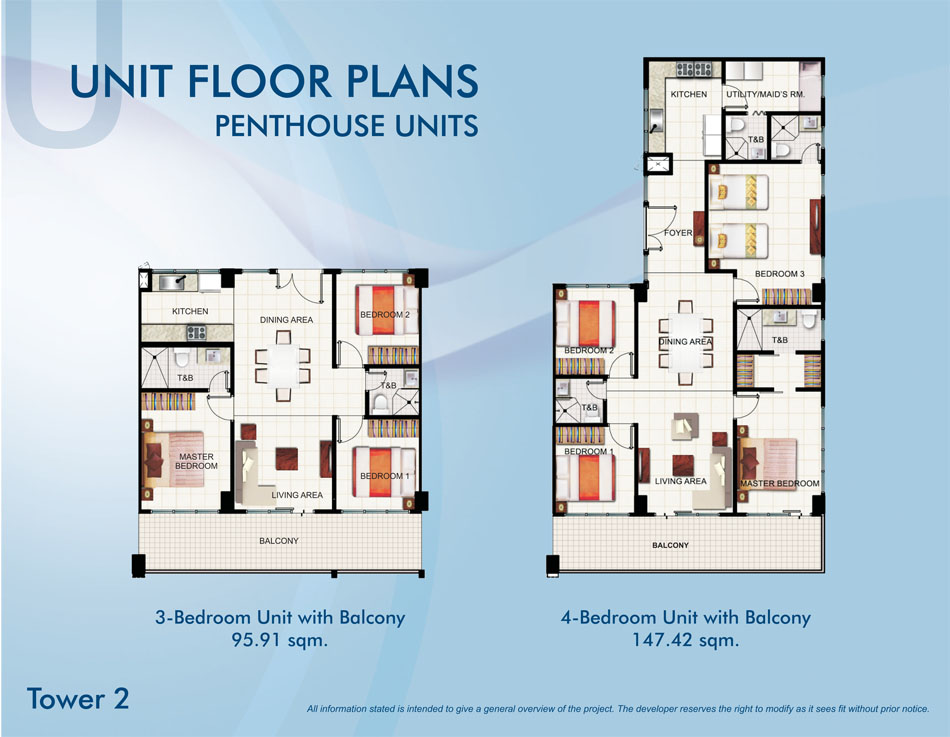 U
UNIT FLOOR PLANS
PENTHOUSE UNITS
KITCHEN
DINING AREA
BEDROOM 2
T&B
T&B
MASTER
BEDROOM
LIVING AREA
BEDROOM 1
BALCONY
3-Bedroom Unit with Balcony
95.91 sqm.
KITCHEN
UTILITY/MAID'S RM.
T&B
FOYER
BEDROOM 3
DINING AREA
T&B
BEDROOM 2
T&B
BEDROOM 1
LIVING AREA
MASTER BEDROOM
BALCONY
4-Bedroom Unit with Balcony
147.42 sqm.
Tower 2
All information stated is intended to give a general overview of the project. The developer reserves the right to modify as it sees fit without prior notice.